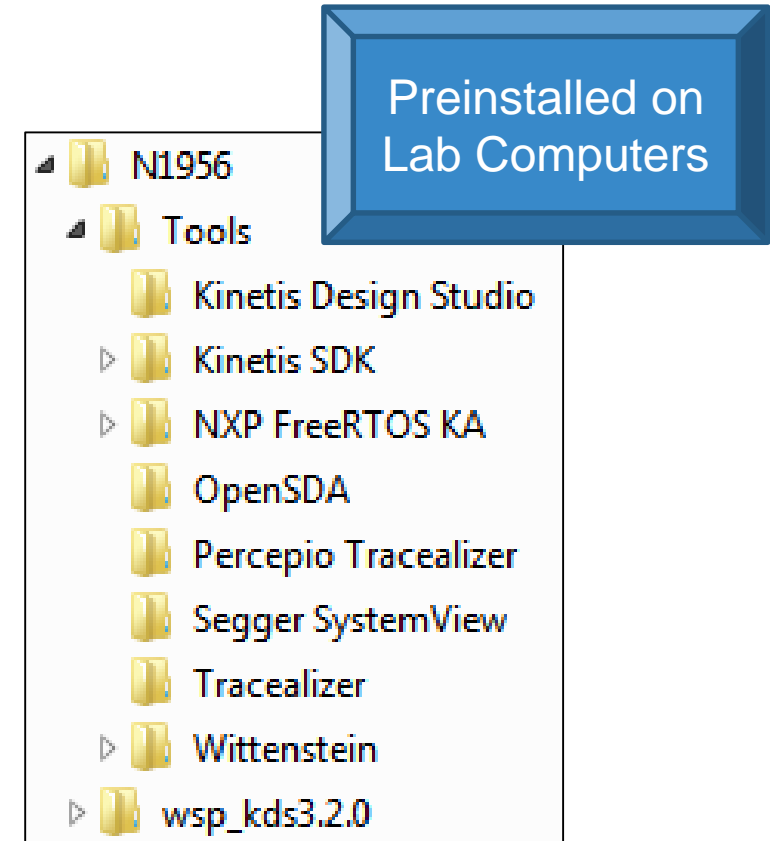 Preinstalled on
Lab Computers
N1956
Tools
Kinetis Design Studio
Kinetis SDK
NXP FreeRTOS KA
OpenSDA
Percepio Tracealizer
Segger SystemView
Tracealizer
Wittenstein
wsp_kds3.2.0